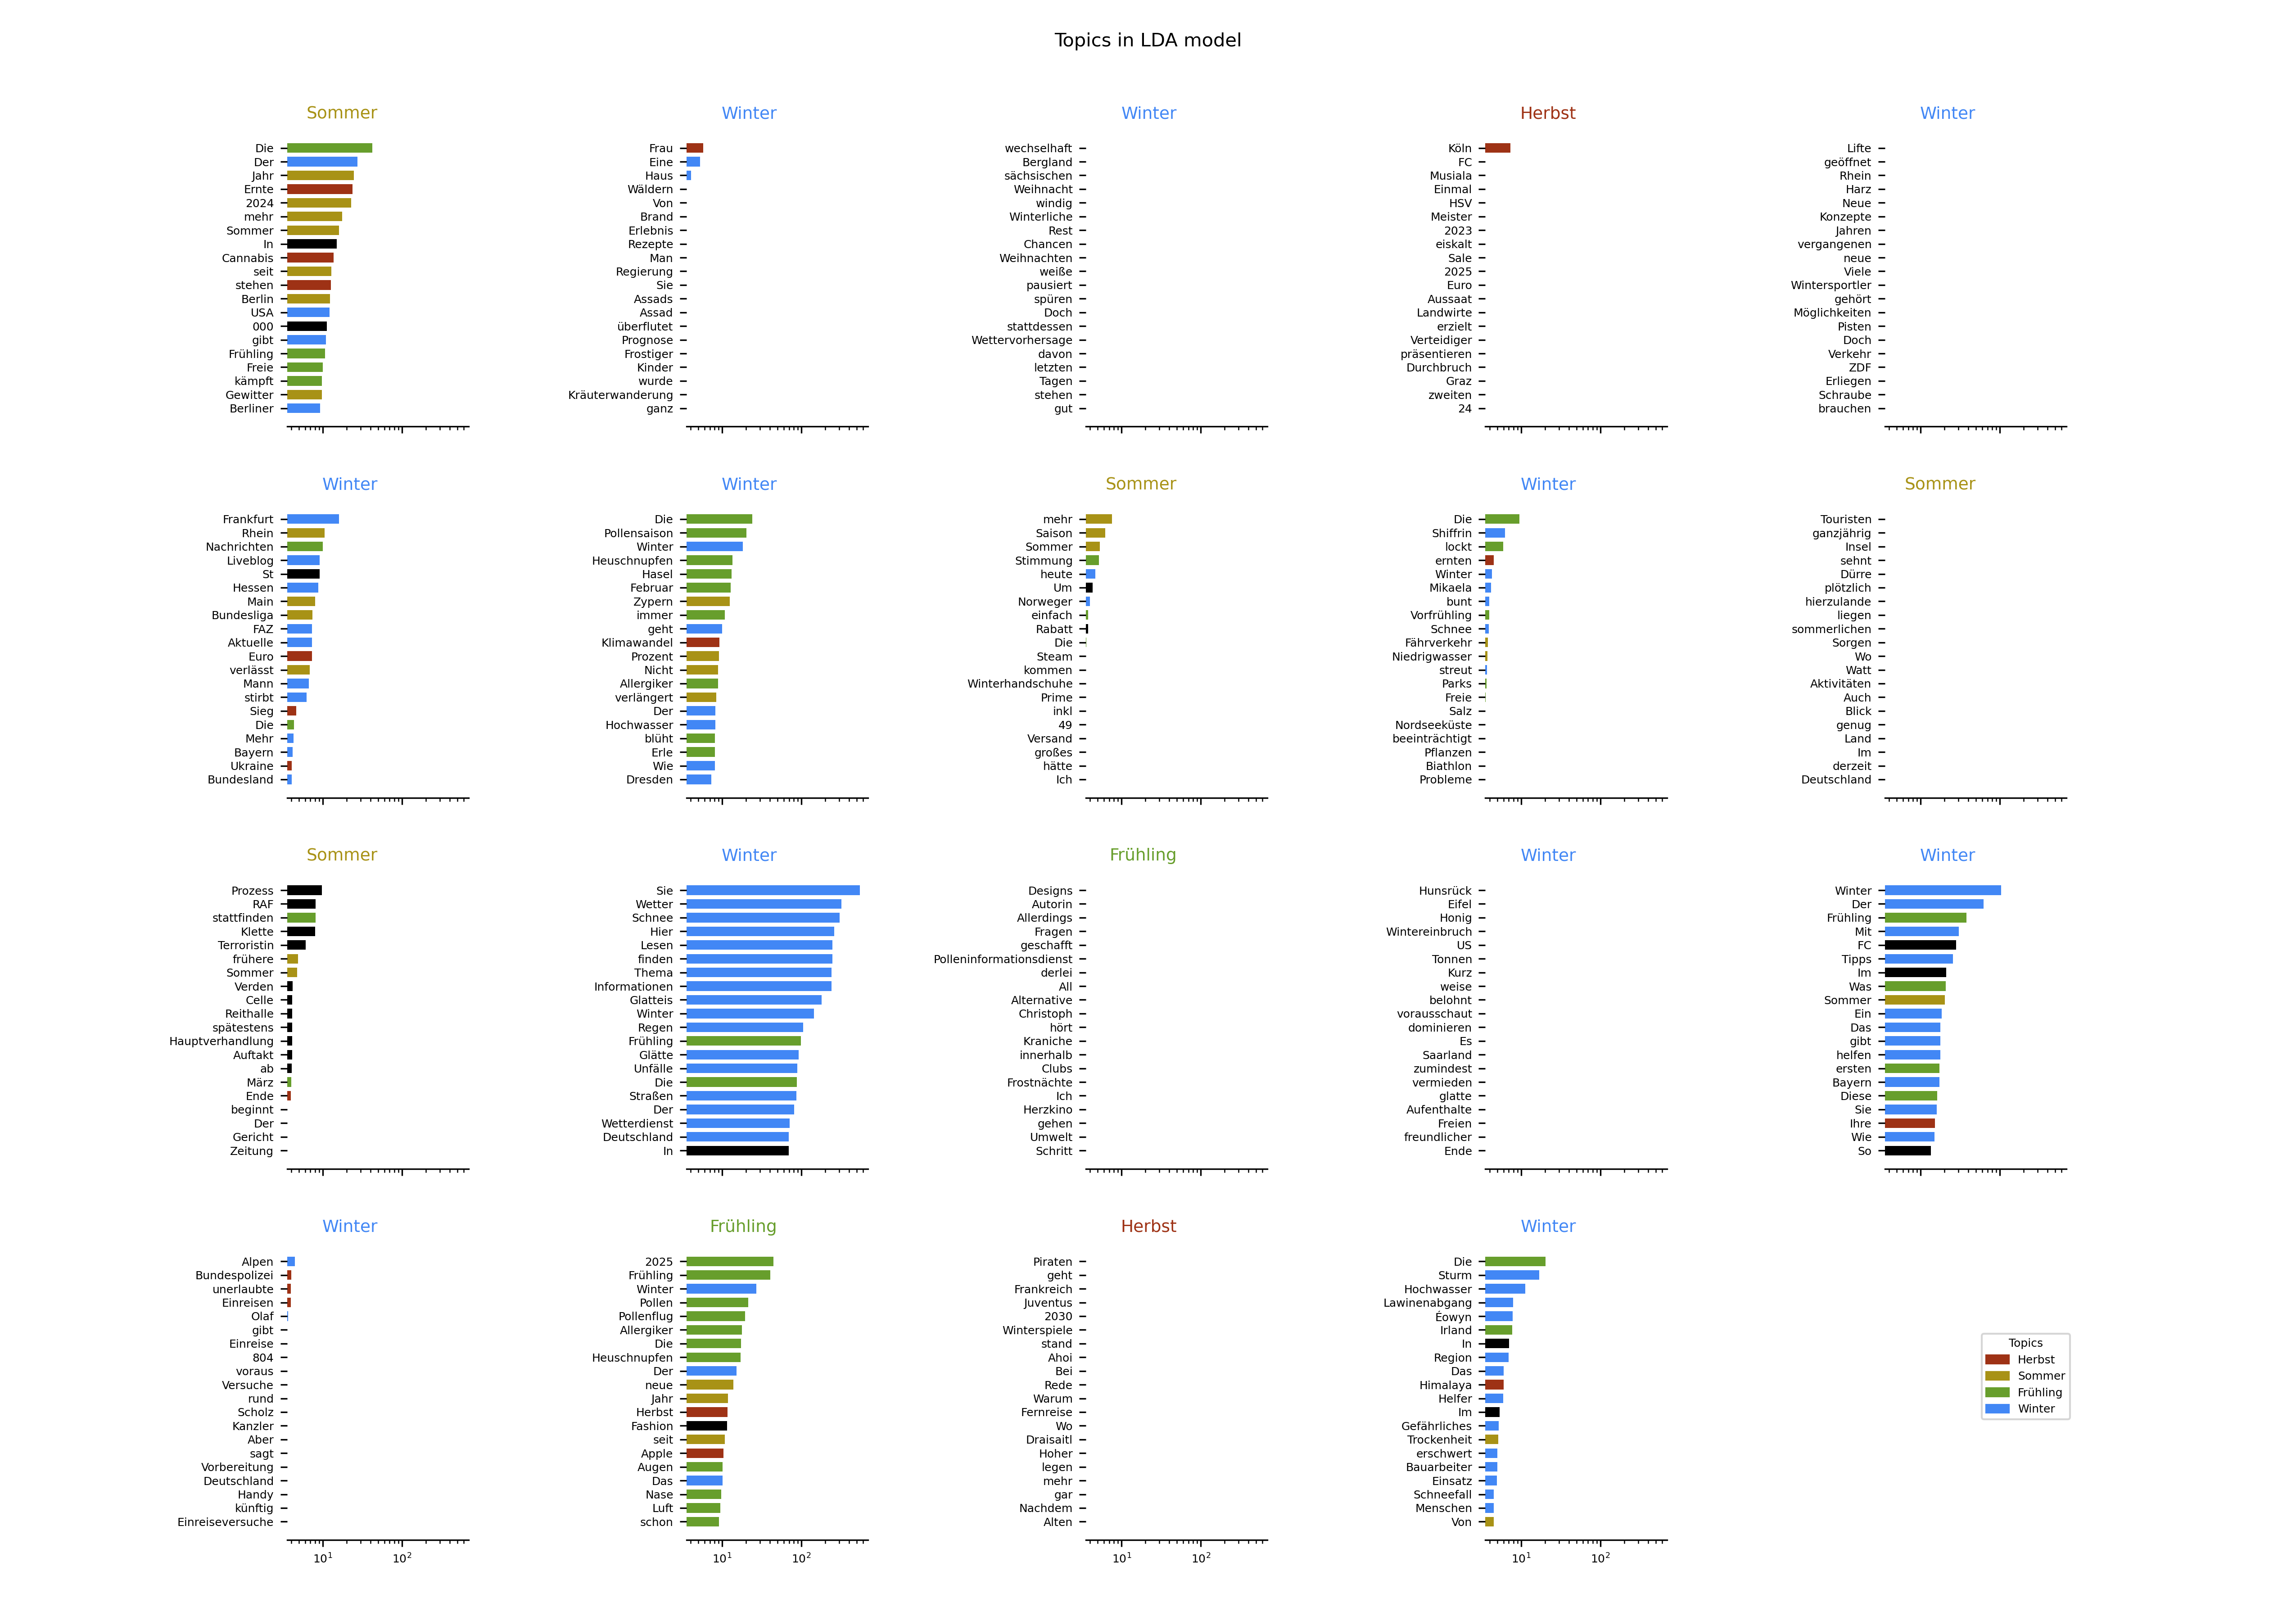 Topics in LDA model
Sommer
Die
Der
Jahr
Ernte
2024
mehr
Sommer
In
Cannabis
seit
stehen
Berlin
USA
000
gibt
Frühling
Freie
kämpft
Gewitter
Berliner
Winter
Frau
Eine
Haus
Wäldern
Von
Brand
Erlebnis
Rezepte
Man
Regierung
Sie
Assads
Assad
überflutet
Prognose
Frostiger
Kinder
wurde
Kräuterwanderung
ganz
Winter
wechselhaft
Bergland
sächsischen
Weihnacht
windig
Winterliche
Rest
Chancen
Weihnachten
weiße
pausiert
spüren
Doch
stattdessen
Wettervorhersage
davon
letzten
Tagen
stehen
gut
Herbst
Köln
FC
Musiala
Einmal
HSV
Meister
2023
eiskalt
Sale
2025
Euro
Aussaat
Landwirte
erzielt
Verteidiger
präsentieren
Durchbruch
Graz
zweiten
24
Winter
Lifte
geöffnet
Rhein
Harz
Neue
Konzepte
Jahren
vergangenen
neue
Viele
Wintersportler
gehört
Möglichkeiten
Pisten
Doch
Verkehr
ZDF
Erliegen
Schraube
brauchen
Winter
Frankfurt
Rhein
Nachrichten
Liveblog
St
Hessen
Main
Bundesliga
FAZ
Aktuelle
Euro
verlässt
Mann
stirbt
Sieg
Die
Mehr
Bayern
Ukraine
Bundesland
Winter
Die
Pollensaison
Winter
Heuschnupfen
Hasel
Februar
Zypern
immer
geht
Klimawandel
Prozent
Nicht
Allergiker
verlängert
Der
Hochwasser
blüht
Erle
Wie
Dresden
Sommer
mehr
Saison
Sommer
Stimmung
heute
Um
Norweger
einfach
Rabatt
Die
Steam
kommen
Winterhandschuhe
Prime
inkl
49
Versand
großes
hätte
Ich
Winter
Die
Shiffrin
lockt
ernten
Winter
Mikaela
bunt
Vorfrühling
Schnee
Fährverkehr
Niedrigwasser
streut
Parks
Freie
Salz
Nordseeküste
beeinträchtigt
Pflanzen
Biathlon
Probleme
Sommer
Touristen
ganzjährig
Insel
sehnt
Dürre
plötzlich
hierzulande
liegen
sommerlichen
Sorgen
Wo
Watt
Aktivitäten
Auch
Blick
genug
Land
Im
derzeit
Deutschland
Sommer
Prozess
RAF
stattfinden
Klette
Terroristin
frühere
Sommer
Verden
Celle
Reithalle
spätestens
Hauptverhandlung
Auftakt
ab
März
Ende
beginnt
Der
Gericht
Zeitung
Winter
Sie
Wetter
Schnee
Hier
Lesen
finden
Thema
Informationen
Glatteis
Winter
Regen
Frühling
Glätte
Unfälle
Die
Straßen
Der
Wetterdienst
Deutschland
In
Frühling
Designs
Autorin
Allerdings
Fragen
geschafft
Polleninformationsdienst
derlei
All
Alternative
Christoph
hört
Kraniche
innerhalb
Clubs
Frostnächte
Ich
Herzkino
gehen
Umwelt
Schritt
Winter
Hunsrück
Eifel
Honig
Wintereinbruch
US
Tonnen
Kurz
weise
belohnt
vorausschaut
dominieren
Es
Saarland
zumindest
vermieden
glatte
Aufenthalte
Freien
freundlicher
Ende
Winter
Winter
Der
Frühling
Mit
FC
Tipps
Im
Was
Sommer
Ein
Das
gibt
helfen
ersten
Bayern
Diese
Sie
Ihre
Wie
So
Winter
Alpen
Bundespolizei
unerlaubte
Einreisen
Olaf
gibt
Einreise
804
voraus
Versuche
rund
Scholz
Kanzler
Aber
sagt
Vorbereitung
Deutschland
Handy
künftig
Einreiseversuche
10¹ 10²
Frühling
2025
Frühling
Winter
Pollen
Pollenflug
Allergiker
Die
Heuschnupfen
Der
neue
Jahr
Herbst
Fashion
seit
Apple
Augen
Das
Nase
Luft
schon
10¹ 10²
Herbst
Piraten
geht
Frankreich
Juventus
2030
Winterspiele
stand
Ahoi
Bei
Rede
Warum
Fernreise
Wo
Draisaitl
Hoher
legen
mehr
gar
Nachdem
Alten
10¹ 10²
Winter
Die
Sturm
Hochwasser
Lawinenabgang
Éowyn
Irland
In
Region
Das
Himalaya
Helfer
Im
Gefährliches
Trockenheit
erschwert
Bauarbeiter
Einsatz
Schneefall
Menschen
Von
10¹ 10²
Topics
Herbst
Sommer
Frühling
Winter